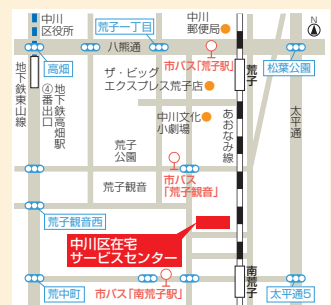 中川
区役所
荒子一丁目
中川
郵便局
N
八熊通
市バス「荒子駅」
高畑
松葉公園
荒子
ザ・ビッグ
エクスプレス荒子店
地下鉄東山線
地下鉄高畑駅
④番出口
中川文化
小劇場
あおなみ線
太平通
荒子
公園
荒子観音
市バス
「荒子観音」
荒子観音西
中川区在宅
サービスセンター
南荒子
荒中町
市バス「南荒子駅」
太平通5